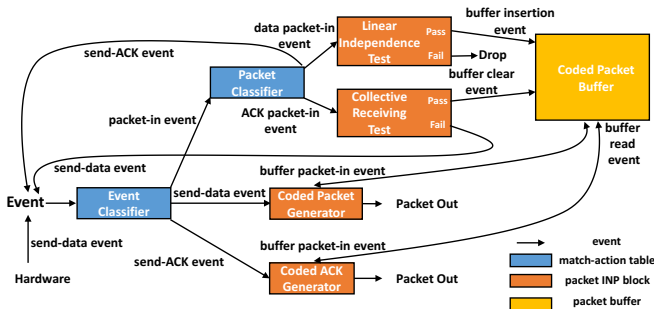 data packet-in
event
Linear
Independence
Test
Pass
Fail
buffer insertion
event
Drop
send-ACK event
Packet
Classifier
buffer clear
event
Coded Packet
Buffer
packet-in event
ACK packet-in
event
Collective
Receiving
Test
Pass
Fail
buffer
read
event
send-data event
buffer packet-in event
Event
Event
Classifier
send-data event
Coded Packet
Generator
Packet Out
send-data event
buffer packet-in event
event
send-ACK event
match-action table
Hardware
Coded ACK
Generator
Packet Out
packet INP block
packet buffer